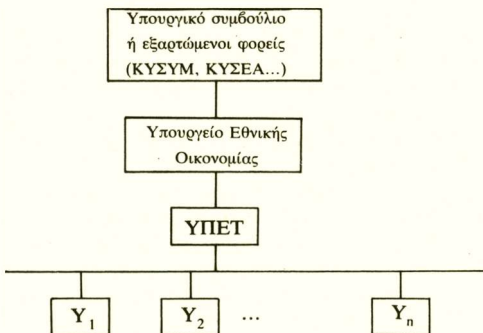 Υπουργικό συμβούλιο
ή εξαρτώμενοι φορείς
(ΚΥΣΥΜ, ΚΥΣΕΑ...)
Υπουργείο Εθνικής
Οικονομίας
ΥΠΕΤ
Υ₁ Υ₂ ... Υₙ